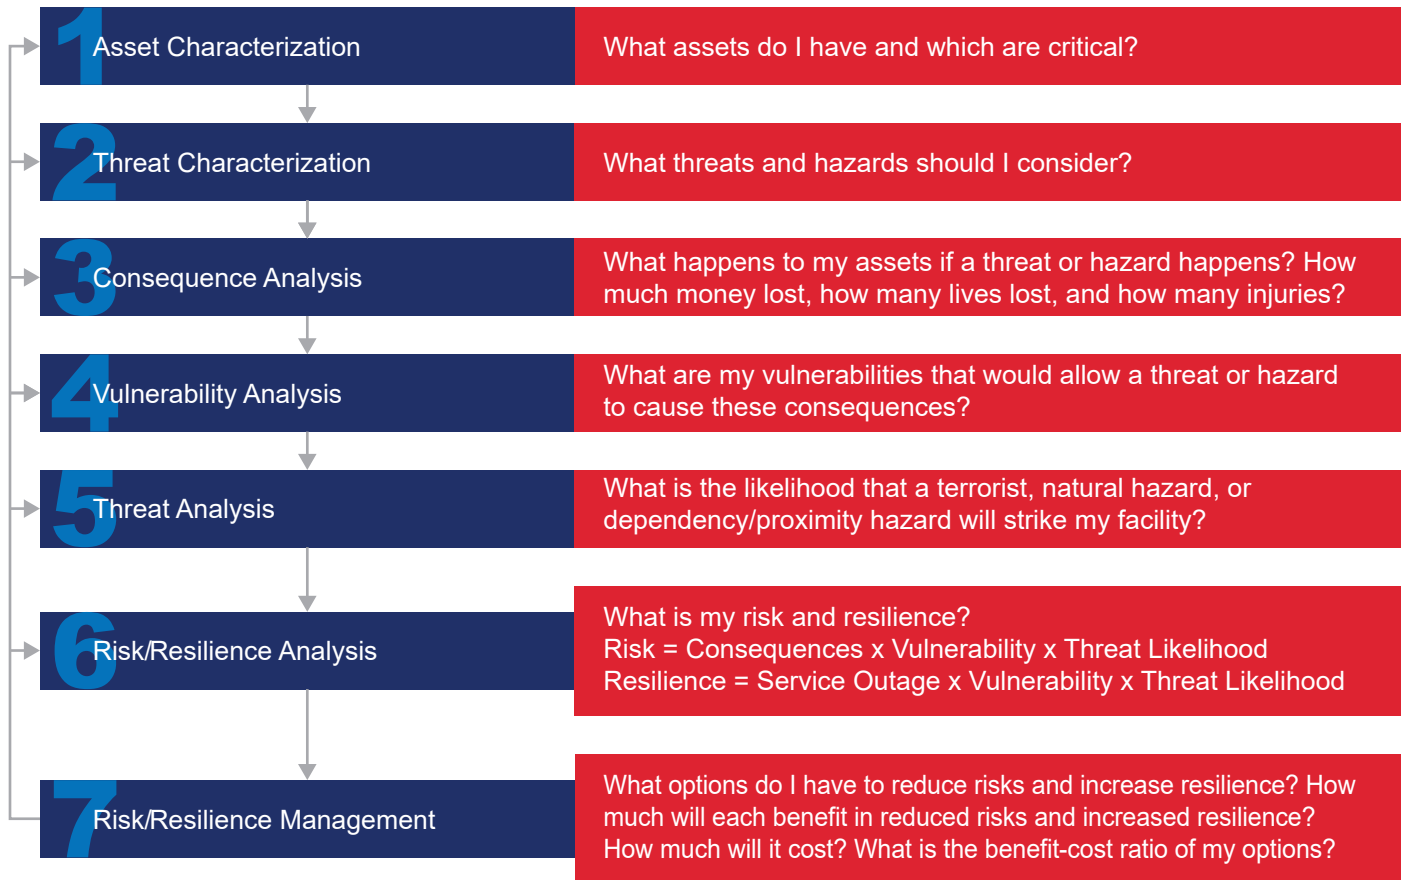 1 Asset Characterization
What assets do I have and which are critical?
2 Threat Characterization
What threats and hazards should I consider?
3 Consequence Analysis
What happens to my assets if a threat or hazard happens? How
much money lost, how many lives lost, and how many injuries?
4 Vulnerability Analysis
What are my vulnerabilities that would allow a threat or hazard
to cause these consequences?
5 Threat Analysis
What is the likelihood that a terrorist, natural hazard, or
dependency/proximity hazard will strike my facility?
6 Risk/Resilience Analysis
What is my risk and resilience?
Risk = Consequences x Vulnerability x Threat Likelihood
Resilience = Service Outage x Vulnerability x Threat Likelihood
7 Risk/Resilience Management
What options do I have to reduce risks and increase resilience? How
much will each benefit in reduced risks and increased resilience?
How much will it cost? What is the benefit-cost ratio of my options?